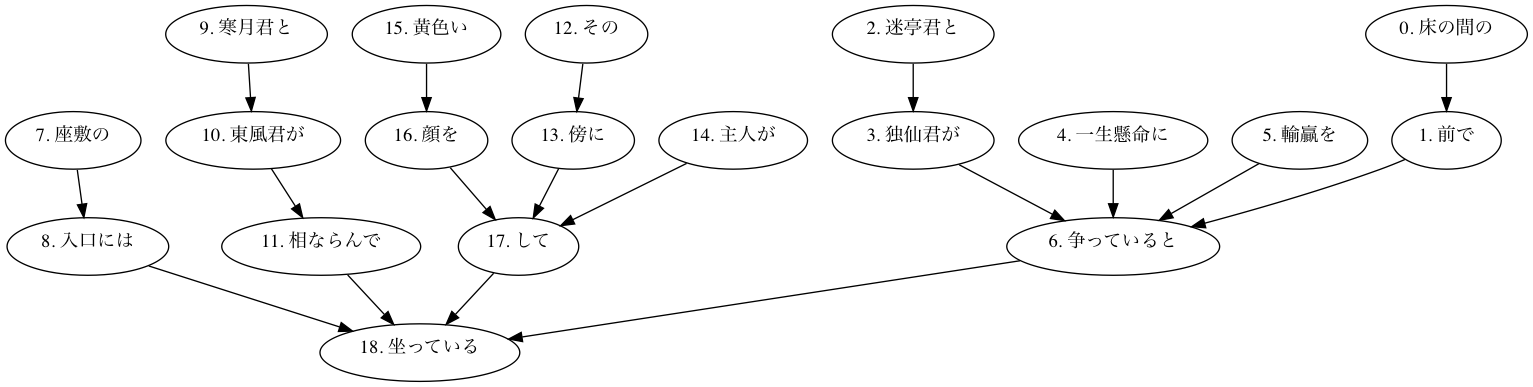 9. 寒月君と 15. 黄色い 12. その 2. 迷亭君と 0. 床の間の
7. 座敷の 10. 東風君が 16. 顔を 13. 傍に 14. 主人が 3. 独仙君が 4. 一生懸命に 5. 輸贏を 1. 前で
8. 入口には 11. 相ならんで 17. して 6. 争っていると
18. 坐っている